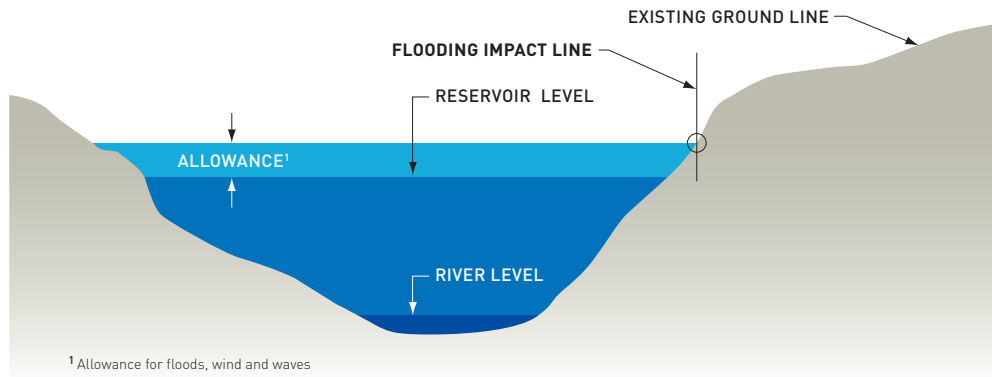 EXISTING GROUND LINE
FLOODING IMPACT LINE
RESERVOIR LEVEL
ALLOWANCE¹
RIVER LEVEL
¹ Allowance for floods, wind and waves